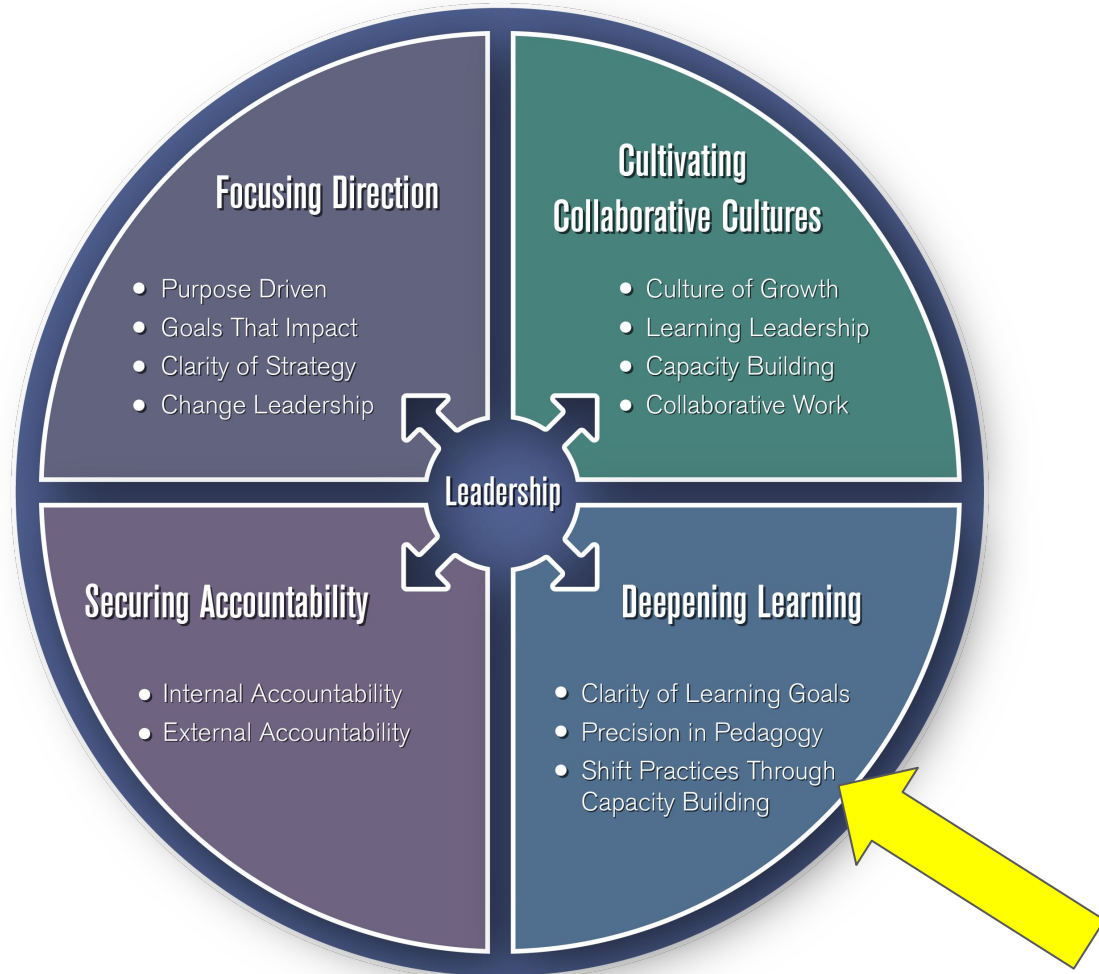 Focusing Direction
• Purpose Driven
• Goals That Impact
• Clarity of Strategy
• Change Leadership
Cultivating
Collaborative Cultures
• Culture of Growth
• Learning Leadership
• Capacity Building
• Collaborative Work
Leadership
Securing Accountability
• Internal Accountability
• External Accountability
Deepening Learning
• Clarity of Learning Goals
• Precision in Pedagogy
• Shift Practices Through
Capacity Building